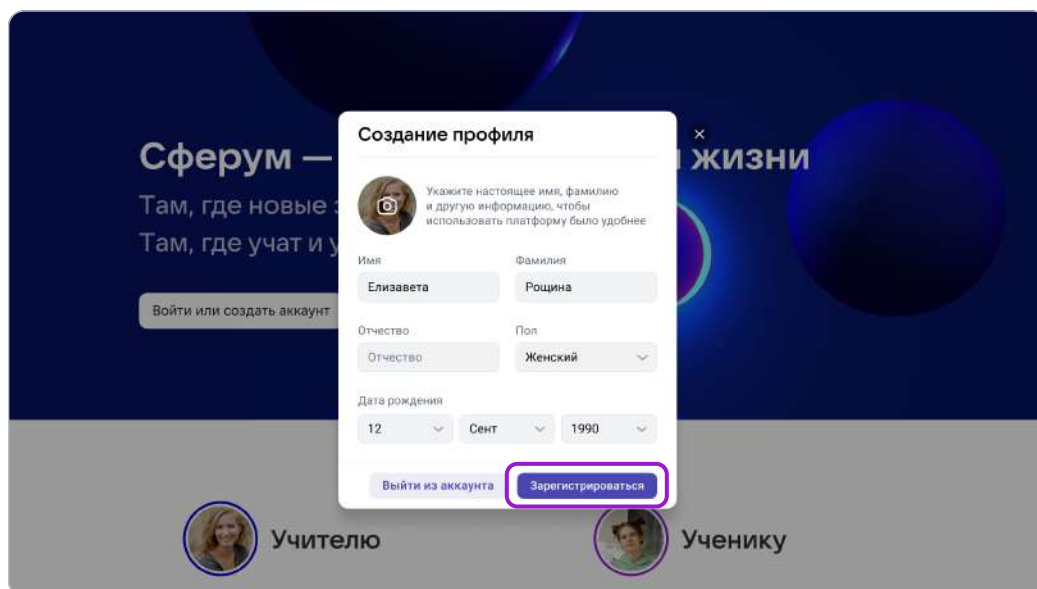 Создание профиля
Сферум —
жизни
Там, где новые
Там, где учат и у
Укажите настоящее имя, фамилию
и другую информацию, чтобы
использовать платформу было удобнее
Имя
Фамилия
Елизавета
Рощина
Войти или создать аккаунт
Отчество
Пол
Отчество
Женский
Дата рождения
12
Сент
1990
Выйти из аккаунта
Зарегистрироваться
Учителю
Ученику